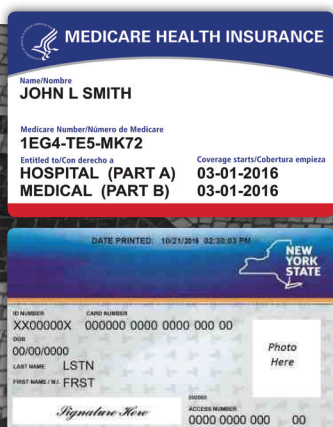 MEDICARE HEALTH INSURANCE
Name/Nombre
JOHN L SMITH
Medicare Number/Número de Medicare
1EG4-TE5-MK72
Entitled to/Con derecho a Coverage starts/Cobertura empieza
HOSPITAL (PART A) 03-01-2016
MEDICAL (PART B) 03-01-2016
DATE PRINTED: 10/21/2016 02:30:03 PM
NEW
YORK
STATE
ID NUMBER CARD NUMBER
XX00000X 000000 0000 0000 000 00
DOB
00/00/0000
LAST NAME LSTN
FIRST NAME / M.I. FRST
Photo
Here
Signature Here
000000
ACCESS NUMBER
0000 0000 000 00